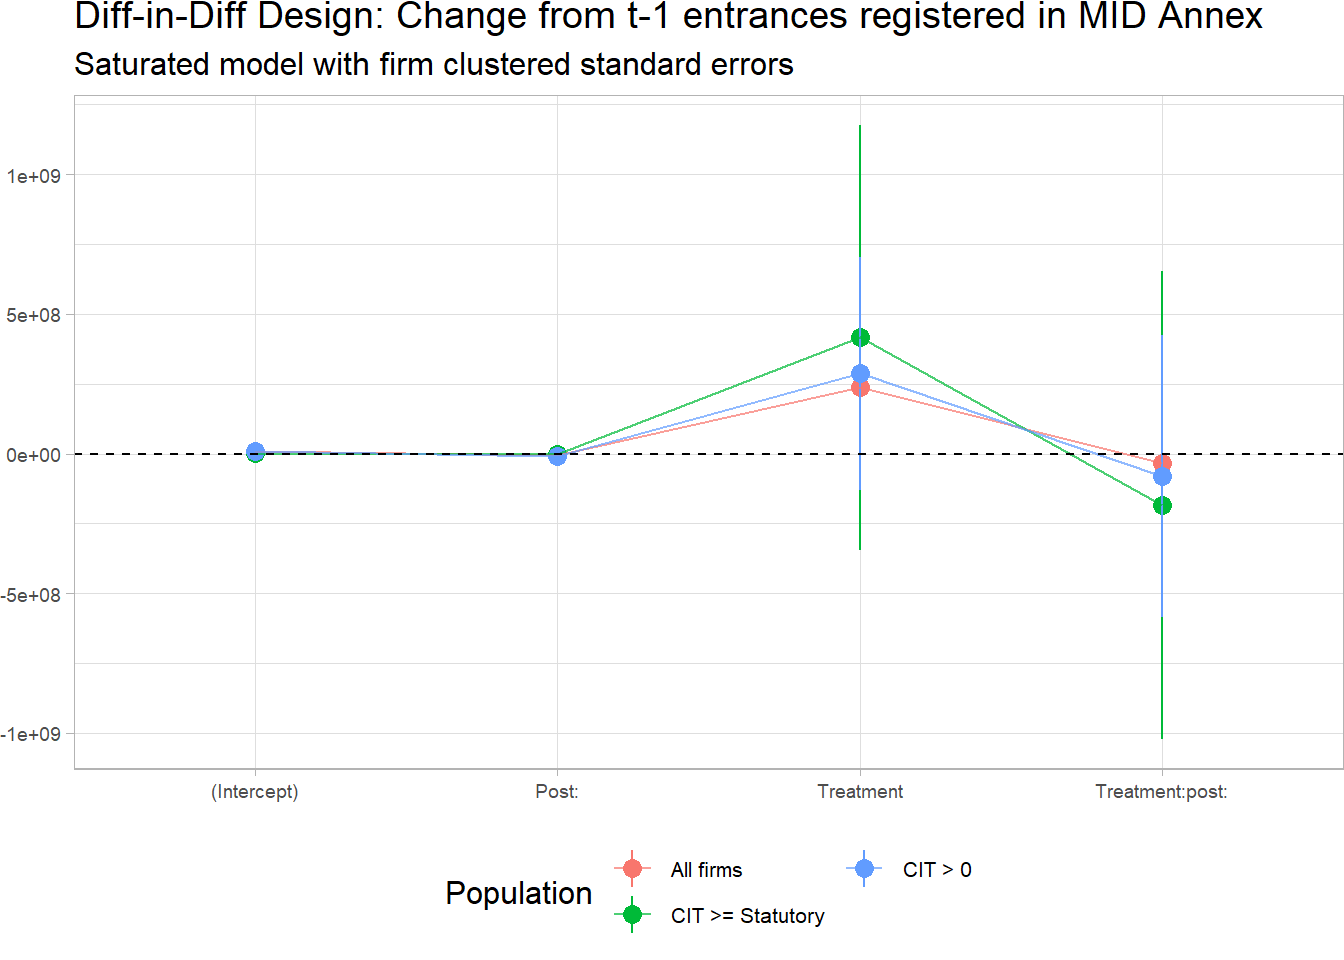 Diff-in-Diff Design: Change from t-1 entrances registered in MID Annex
Saturated model with firm clustered standard errors
1e+09
5e+08
0e+00
-5e+08
-1e+09
(Intercept)
Post:
Treatment
Treatment:post:
Population
All firms
CIT > 0
CIT >= Statutory